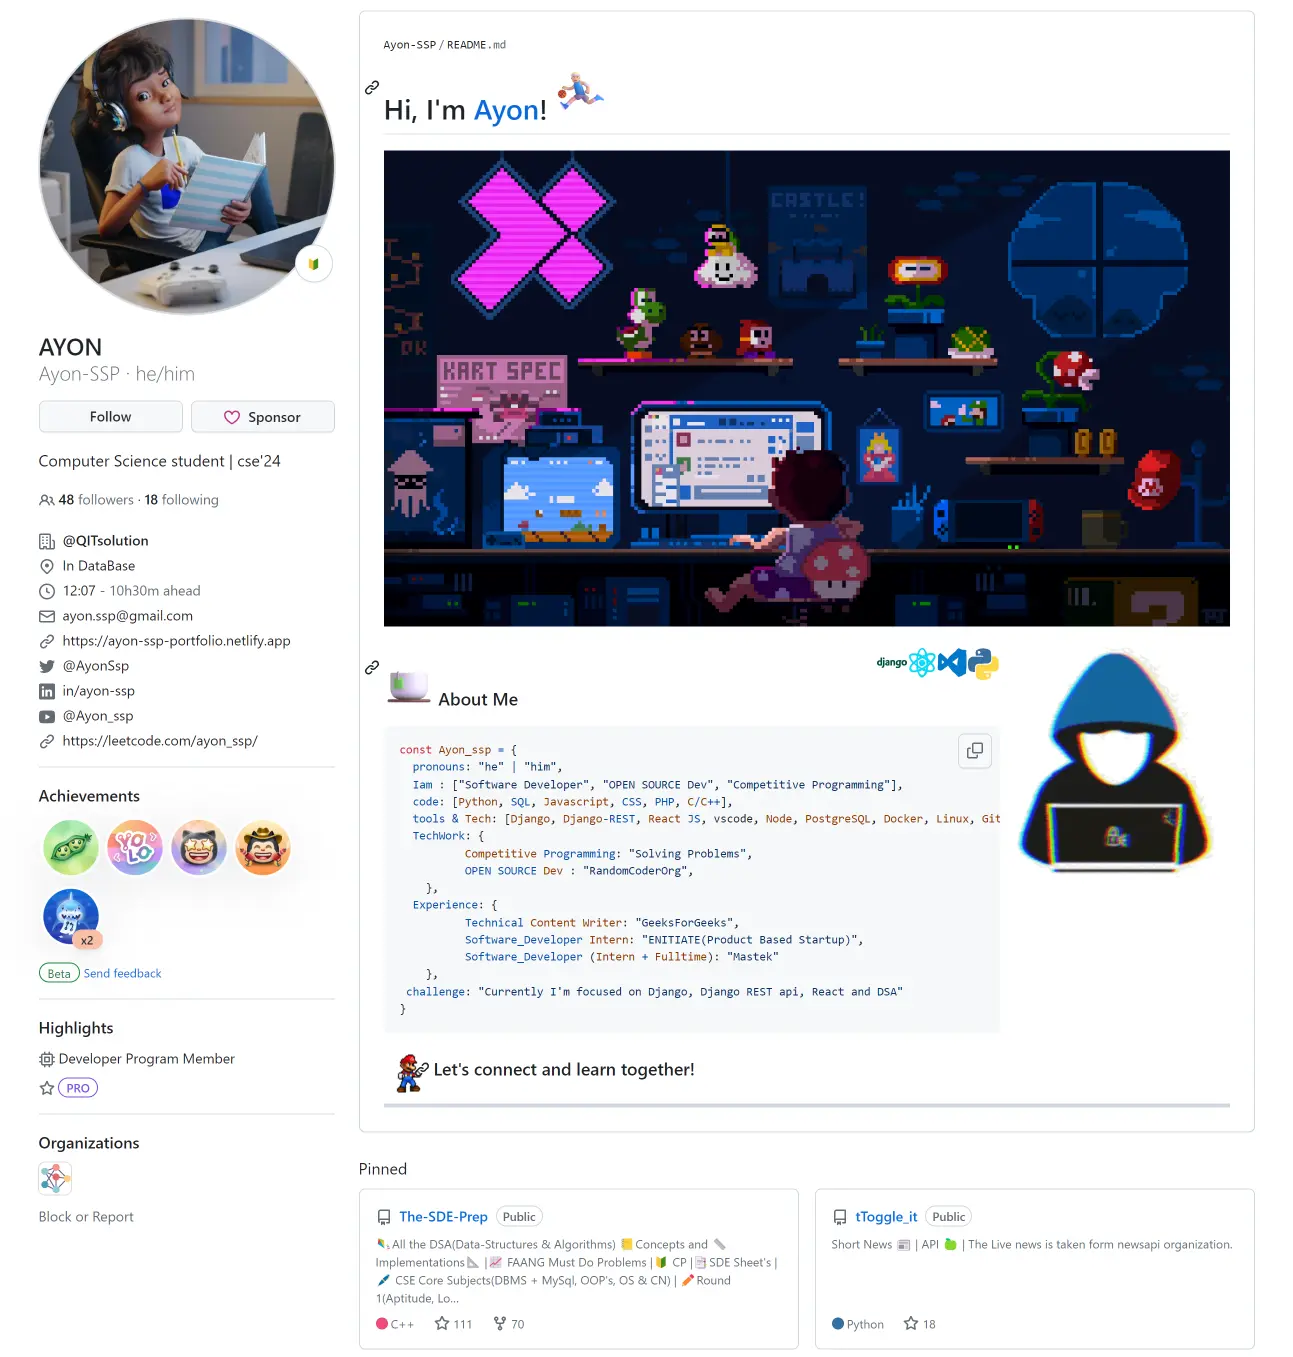 AYON
Ayon-SSP · he/him
Follow
Sponsor
Computer Science student | cse'24
48 followers · 18 following
@QITsolution
In DataBase
12:07 - 10h30m ahead
ayon.ssp@gmail.com
https://ayon-ssp-portfolio.netlify.app
@AyonSsp
in/ayon-ssp
@Ayon_ssp
https://leetcode.com/ayon_ssp/
Achievements
YOLO
x2
Beta Send feedback
Highlights
Developer Program Member
PRO
Organizations
Block or Report
Ayon-SSP / README.md
Hi, I'm Ayon!
CASTLE!
OK
KART SPEC
?
django
About Me
const Ayon_ssp = {
pronouns: "he" | "him",
Iam : ["Software Developer", "OPEN SOURCE Dev", "Competitive Programming"],
code: [Python, SQL, Javascript, CSS, PHP, C/C++],
tools & Tech: [Django, Django-REST, React JS, vscode, Node, PostgreSQL, Docker, Linux, Git
TechWork: {
Competitive Programming: "Solving Problems",
OPEN SOURCE Dev : "RandomCoderOrg",
},
Experience: {
Technical Content Writer: "GeeksForGeeks",
Software_Developer Intern: "ENITIATE(Product Based Startup)",
Software_Developer (Intern + Fulltime): "Mastek"
},
challenge: "Currently I'm focused on Django, Django REST api, React and DSA"
}
Let's connect and learn together!
Pinned
The-SDE-Prep Public
All the DSA(Data-Structures & Algorithms) Concepts and
Implementations | FAANG Must Do Problems | CP | SDE Sheet's |
CSE Core Subjects(DBMS + MySql, OOP's, OS & CN) | Round
1(Aptitude, Lo...
C++ 111 70
tToggle_it Public
Short News | API | The Live news is taken form newsapi organization.
Python 18